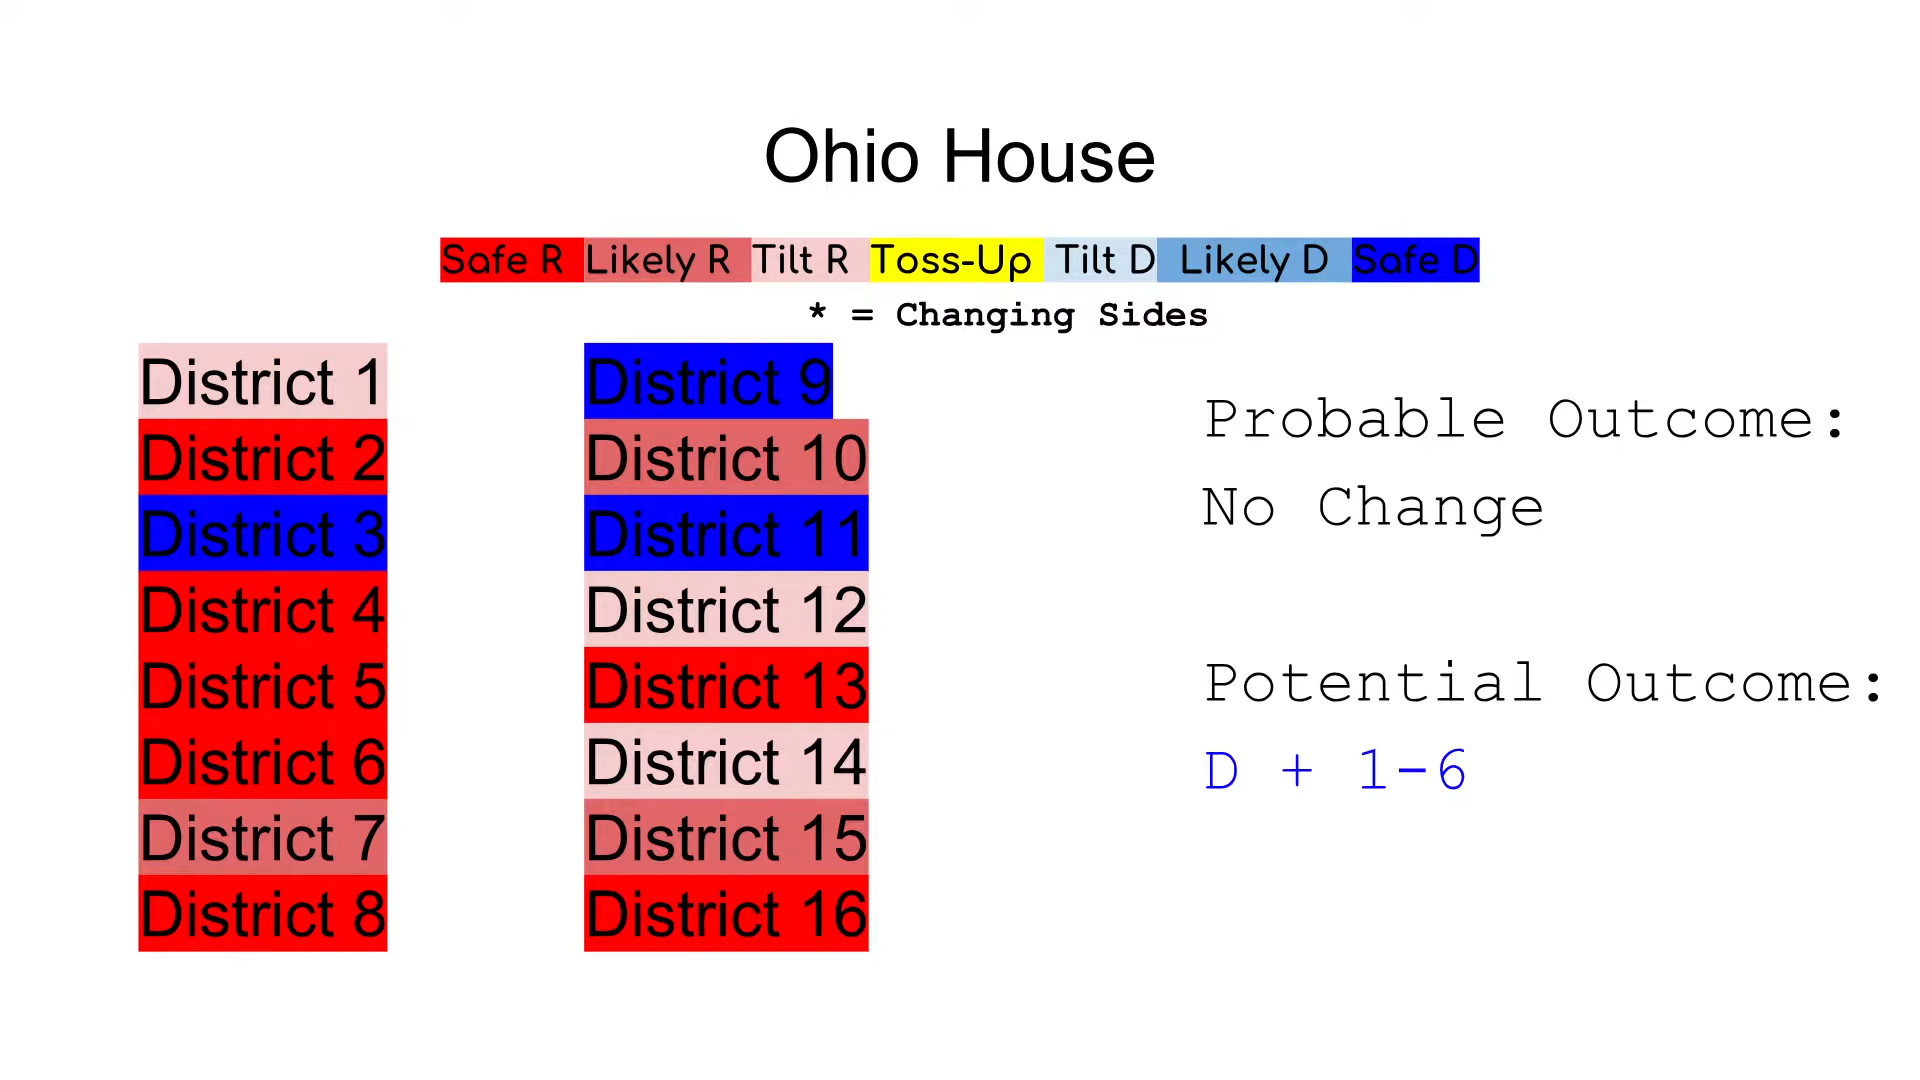 Ohio House
Safe R Likely R Tilt R Toss-Up Tilt D Likely D Safe D
* = Changing Sides
District 1
District 2
District 3
District 4
District 5
District 6
District 7
District 8
District 9
District 10
District 11
District 12
District 13
District 14
District 15
District 16
Probable Outcome:
No Change
Potential Outcome:
D + 1-6